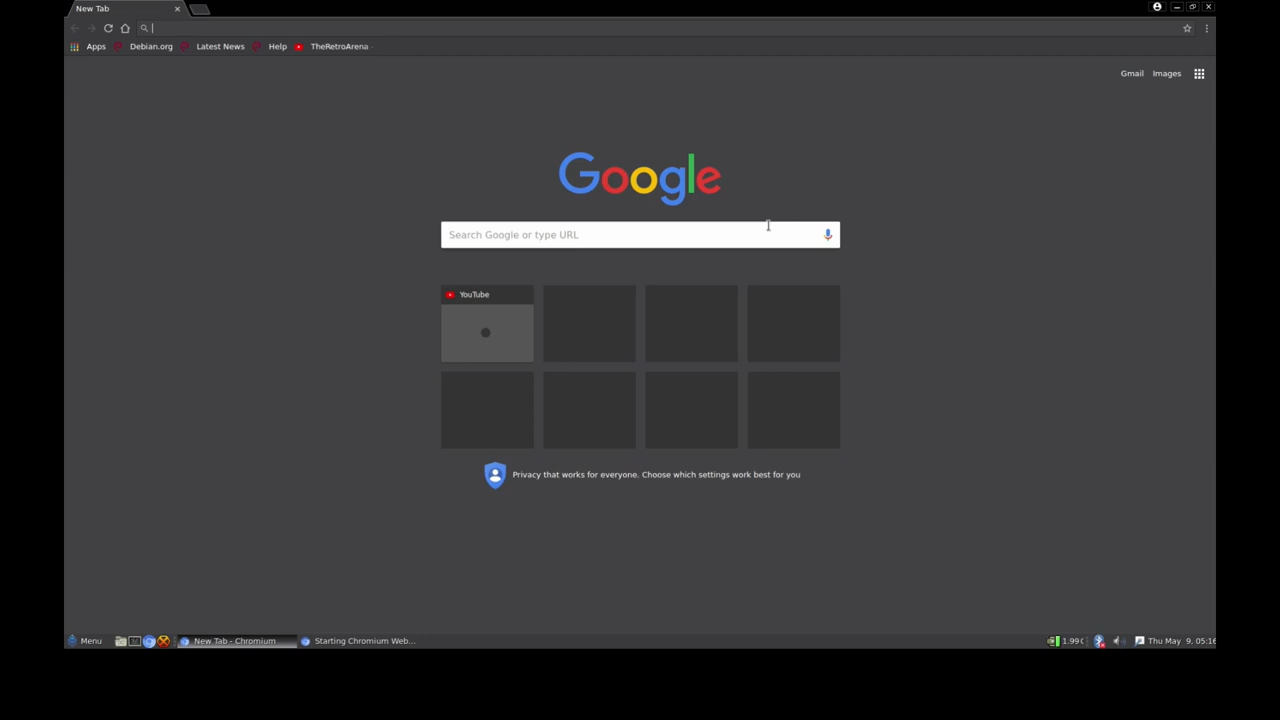 New Tab
Apps Debian.org Latest News Help TheRetroArena
Gmail Images
Google
Search Google or type URL
YouTube
Privacy that works for everyone. Choose which settings work best for you
Menu New Tab - Chromium Starting Chromium Web... Thu May 9, 05:16